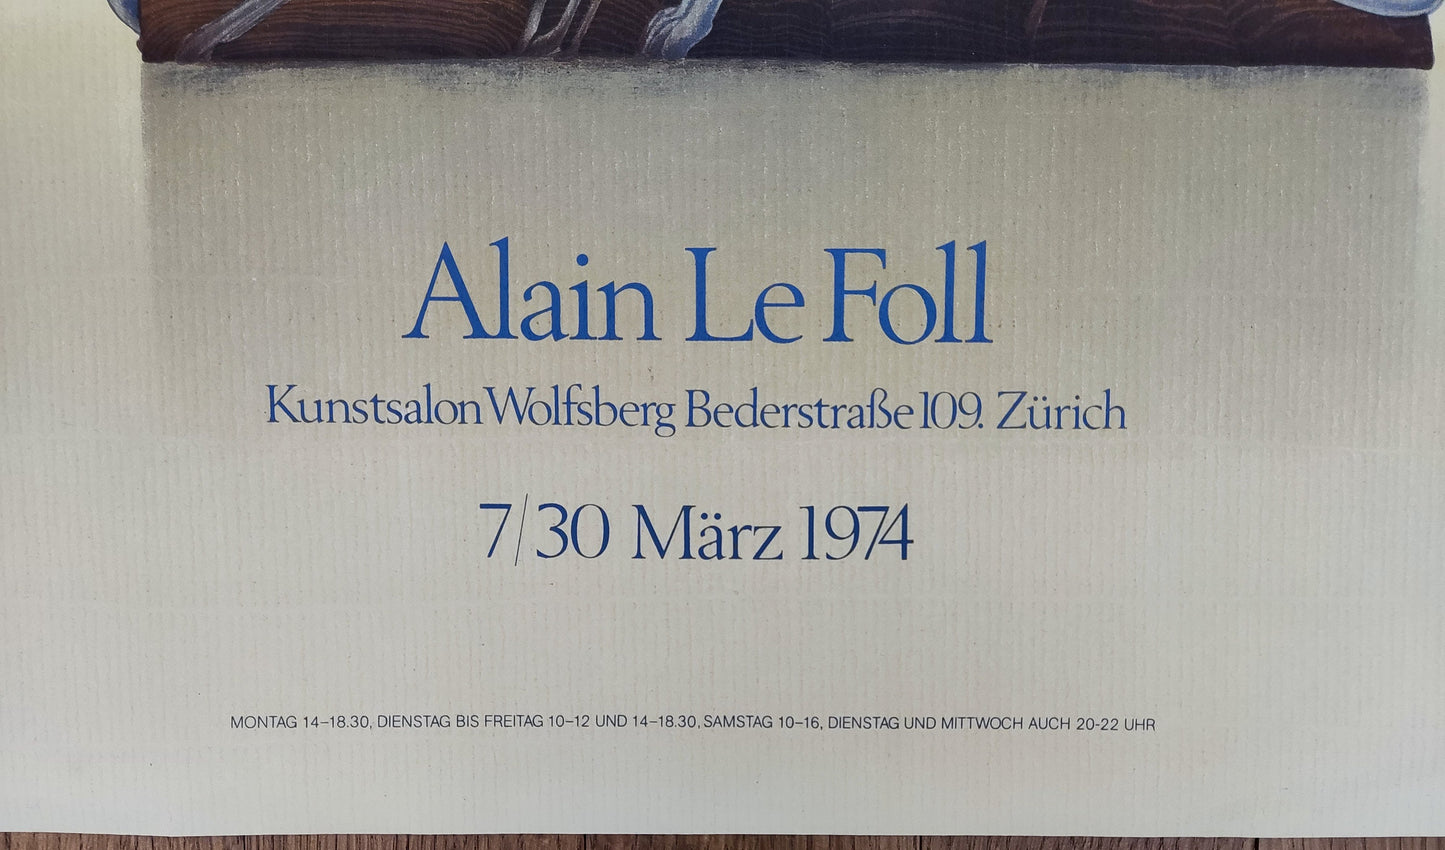 Alain Le Foll
Kunstsalon Wolfsberg Bederstraße 109. Zürich
7/30 März 1974
MONTAG 14–18.30, DIENSTAG BIS FREITAG 10–12 UND 14–18.30, SAMSTAG 10–16, DIENSTAG UND MITTWOCH AUCH 20-22 UHR